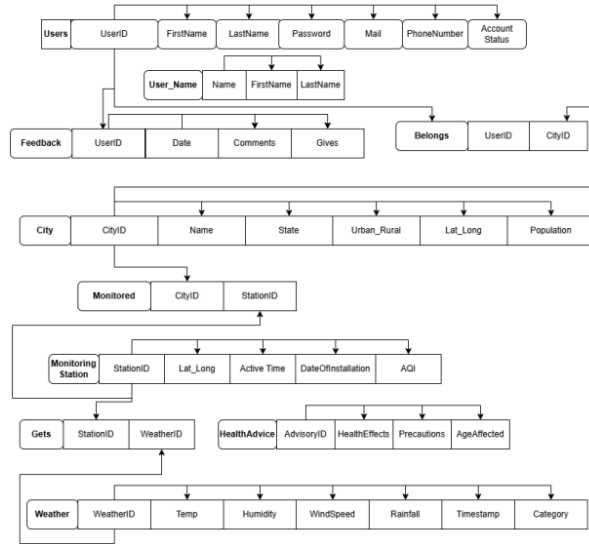 Users UserID FirstName LastName Password Mail PhoneNumber Account Status
User_Name Name FirstName LastName
Feedback UserID Date Comments Gives
Belongs UserID CityID
City CityID Name State Urban_Rural Lat_Long Population
Monitored CityID StationID
Monitoring Station StationID Lat_Long Active Time DateOfInstallation AQI
Gets StationID WeatherID
HealthAdvice AdvisoryID HealthEffects Precautions AgeAffected
Weather WeatherID Temp Humidity WindSpeed Rainfall Timestamp Category